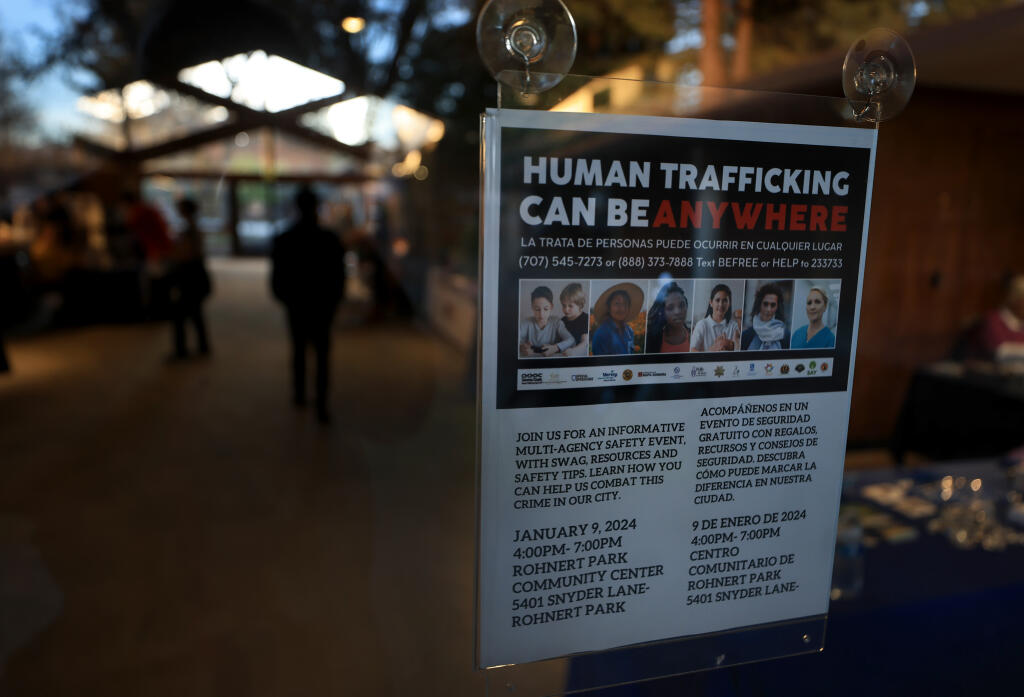 HUMAN TRAFFICKING
CAN BE ANYWHERE
LA TRATA DE PERSONAS PUEDE OCURRIR EN CUALQUIER LUGAR
(707) 545-7273 or (888) 373-7888 Text BEFREE or HELP to 233733
JOIN US FOR AN INFORMATIVE
MULTI-AGENCY SAFETY EVENT,
WITH SWAG, RESOURCES AND
SAFETY TIPS. LEARN HOW YOU
CAN HELP US COMBAT THIS
CRIME IN OUR CITY.
JANUARY 9, 2024
4:00PM- 7:00PM
ROHNERT PARK
COMMUNITY CENTER
5401 SNYDER LANE-
ROHNERT PARK
ACOMPÁÑENOS EN UN
EVENTO DE SEGURIDAD
GRATUITO CON REGALOS,
RECURSOS Y CONSEJOS DE
SEGURIDAD. DESCUBRA
CÓMO PUEDE MARCAR LA
DIFERENCIA EN NUESTRA
CIUDAD.
9 DE ENERO DE 2024
4:00PM- 7:00PM
CENTRO
COMUNITARIO DE
ROHNERT PARK
5401 SNYDER LANE-